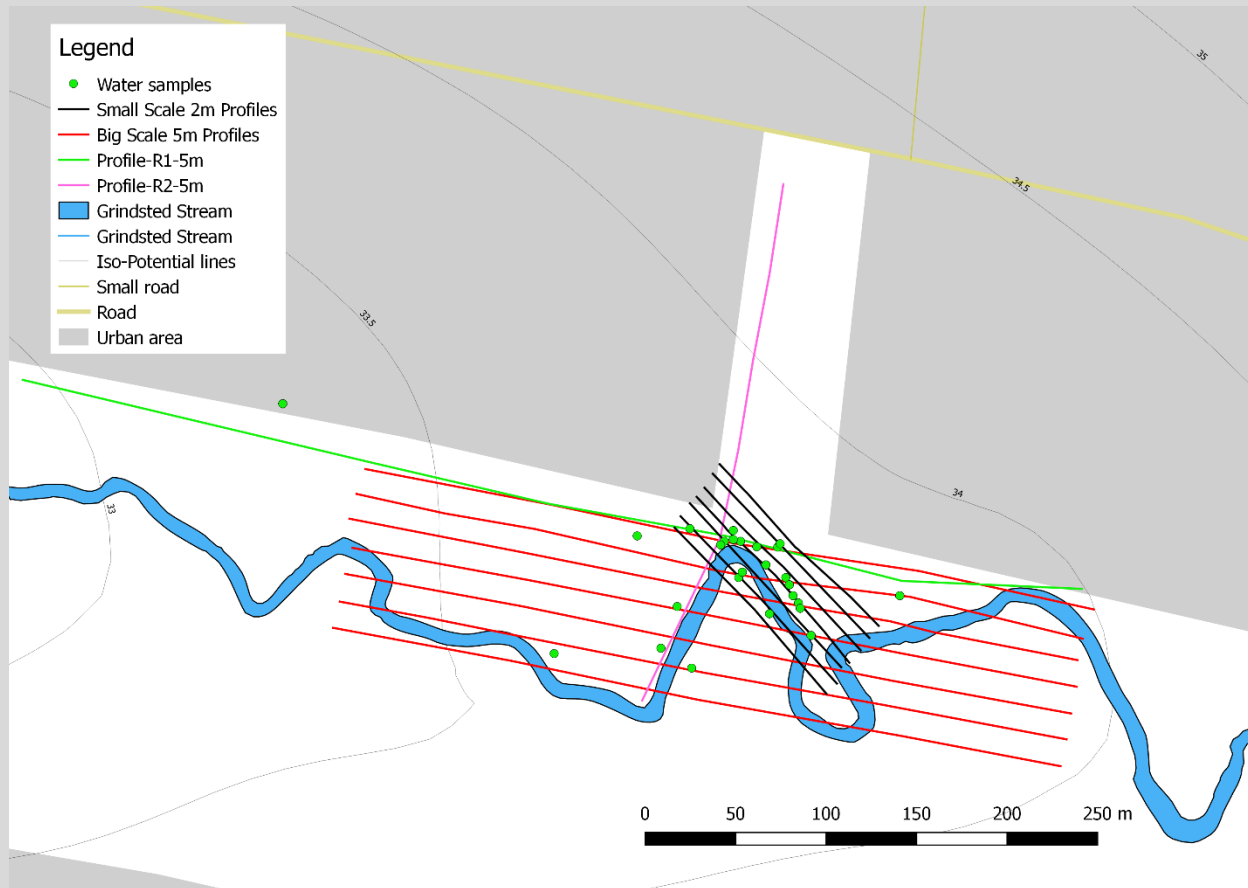 Legend
Water samples
Small Scale 2m Profiles
Big Scale 5m Profiles
Profile-R1-5m
Profile-R2-5m
Grindsted Stream
Grindsted Stream
Iso-Potential lines
Small road
Road
Urban area
35
34.5
33.5
34
33
0 50 100 150 200 250 m